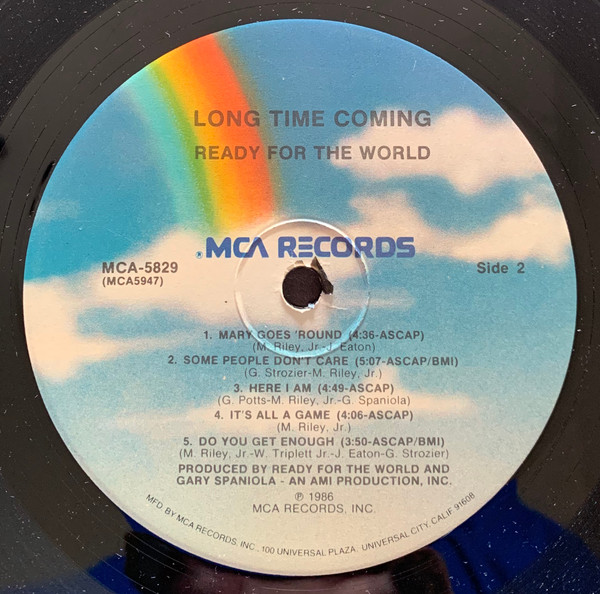 LONG TIME COMING
READY FOR THE WORLD
® MCA RECORDS
MCA-5829
(MCA5947)
Side 2
1. MARY GOES 'ROUND (4:36-ASCAP)
(M. Riley, Jr.-J. Eaton)
2. SOME PEOPLE DON'T CARE (5:07-ASCAP/BMI)
(G. Strozier-M. Riley, Jr.)
3. HERE I AM (4:49-ASCAP)
(G. Potts-M. Riley, Jr.-G. Spaniola)
4. IT'S ALL A GAME (4:06-ASCAP)
(M. Riley, Jr.)
5. DO YOU GET ENOUGH (3:50-ASCAP/BMI)
(M. Riley, Jr.-W. Triplett Jr.-J. Eaton-G. Strozier)
PRODUCED BY READY FOR THE WORLD AND
GARY SPANIOLA - AN AMI PRODUCTION, INC.
℗ 1986
MCA RECORDS, INC.
MFD. BY MCA RECORDS, INC., 100 UNIVERSAL PLAZA, UNIVERSAL CITY, CALIF. 91608